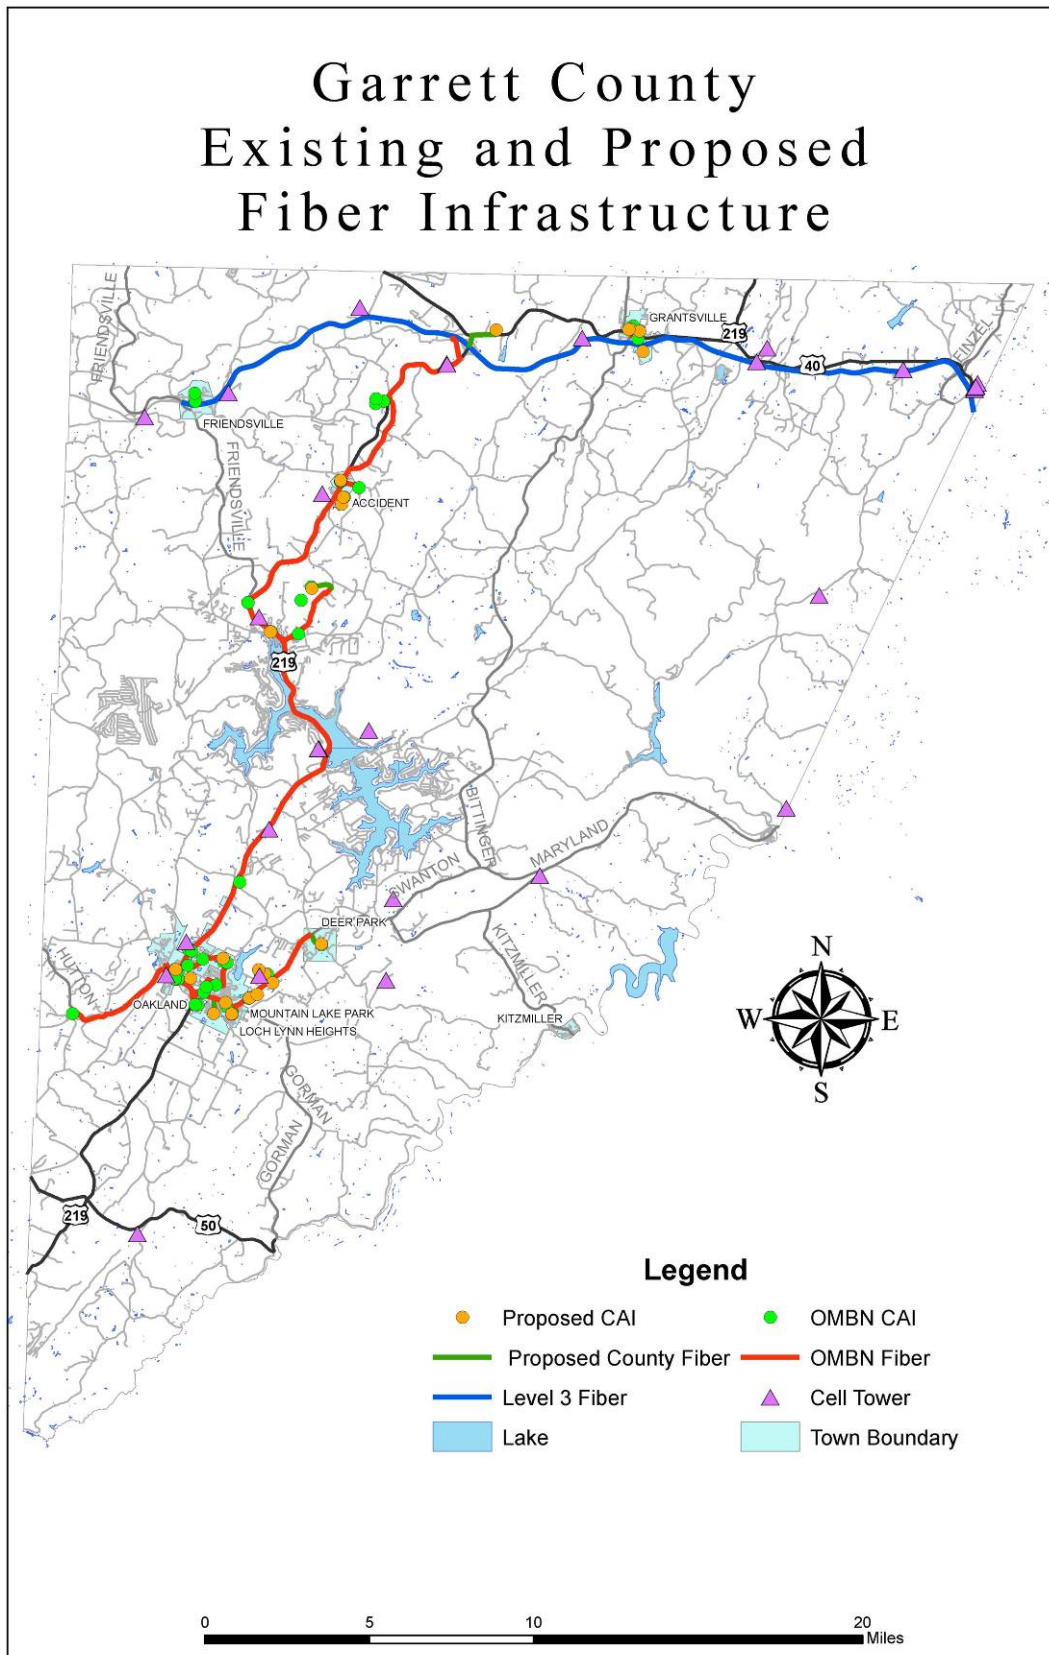 Garrett County
Existing and Proposed
Fiber Infrastructure
FRIENDSVILLE
GRANTSVILLE
219
40
FINZEL
FRIENDSVILLE
FRIENDSVILLE
ACCIDENT
219
BITTINGER
MARYLAND
SWANTON
DEER PARK
HUTTON
KITZMILLER
OAKLAND
MOUNTAIN LAKE PARK
LOCH LYNN HEIGHTS
KITZMILLER
N
W
E
S
GORMAN
GORMAN
219
50
Legend
Proposed CAI
OMBN CAI
Proposed County Fiber
OMBN Fiber
Level 3 Fiber
Cell Tower
Lake
Town Boundary
0 5 10 20
Miles